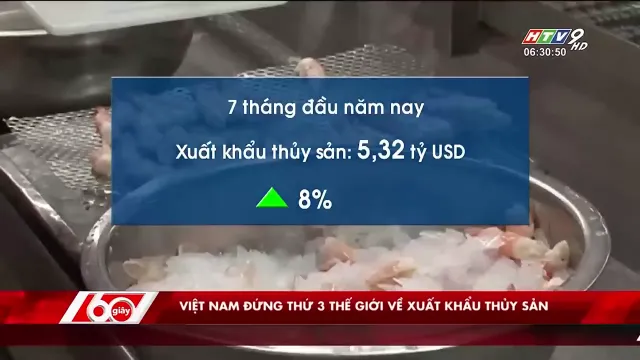 HTV9 HD
06:30:50
7 tháng đầu năm nay
Xuất khẩu thủy sản: 5,32 tỷ USD
8%
60 giây
VIỆT NAM ĐỨNG THỨ 3 THẾ GIỚI VỀ XUẤT KHẨU THỦY SẢN